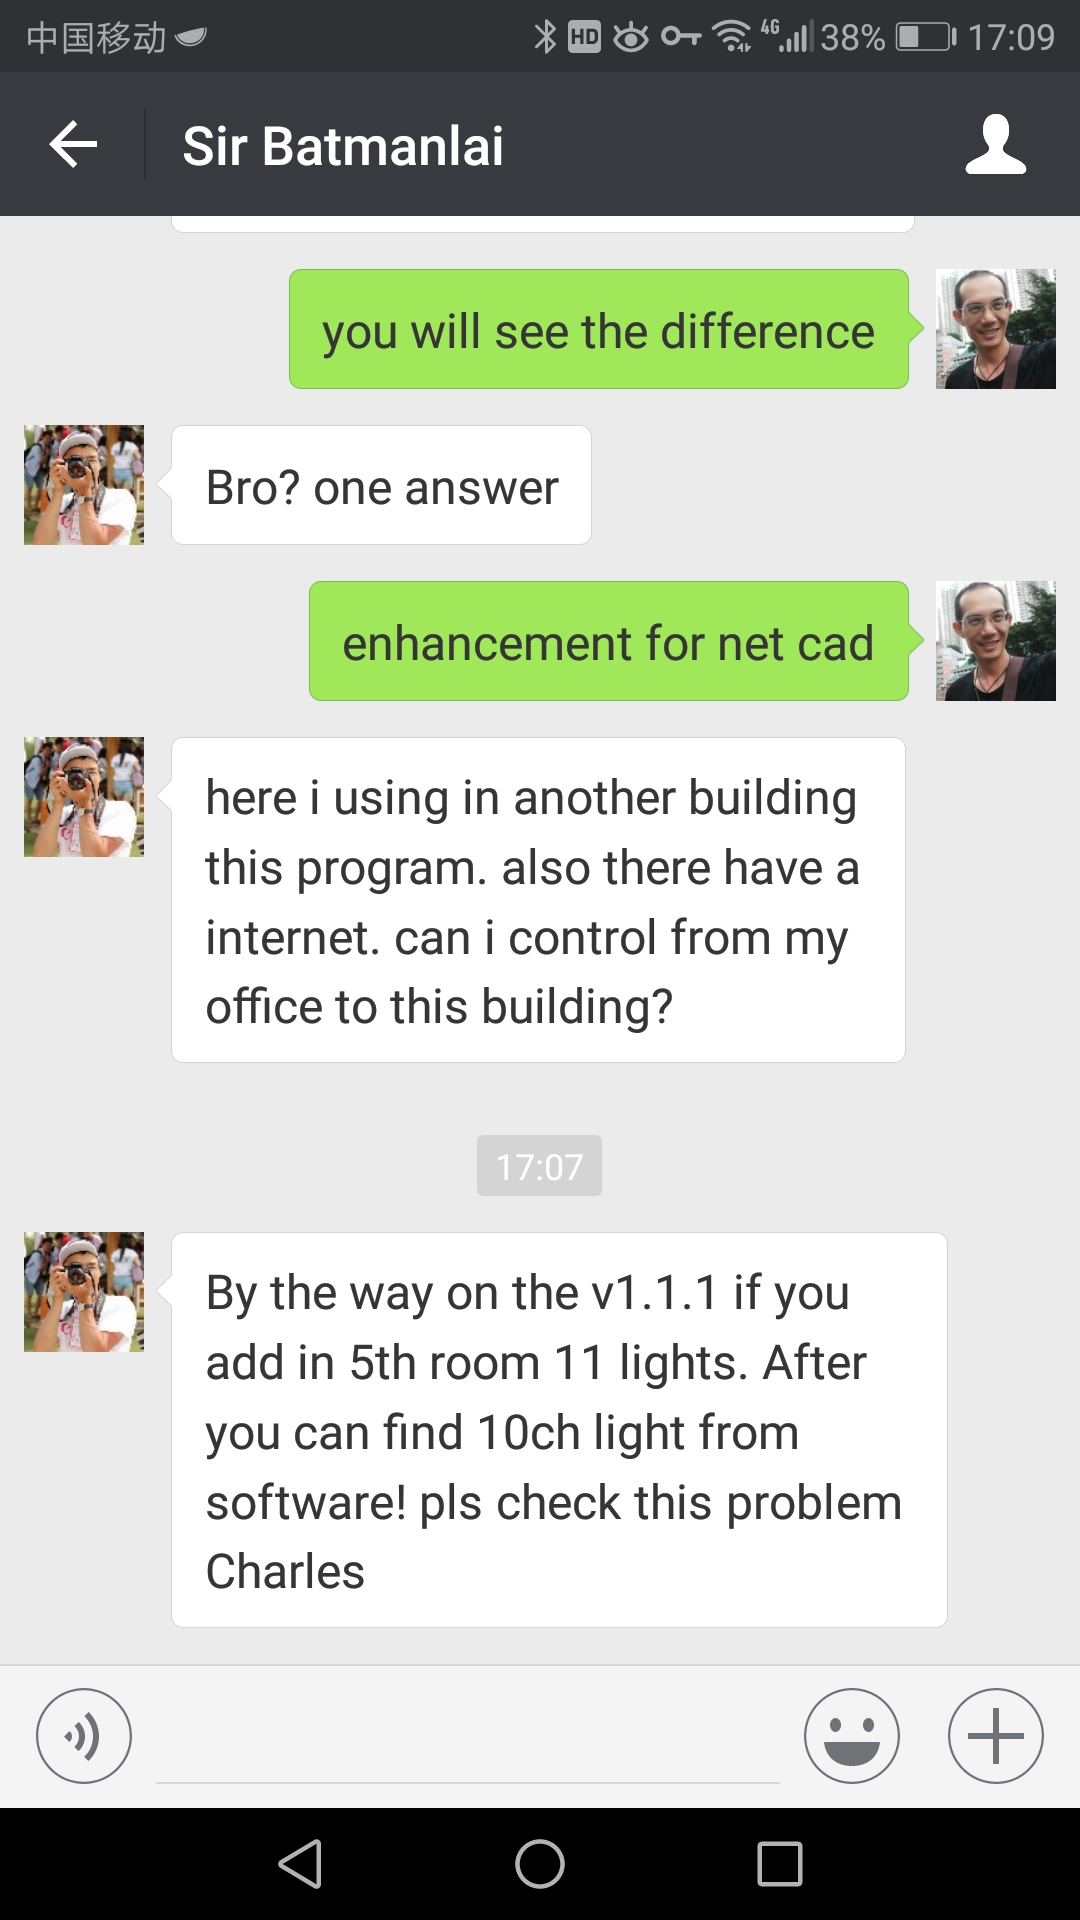 中国移动 HD 4G 38% 17:09
Sir Batmanlai
you will see the difference
Bro? one answer
enhancement for net cad
here i using in another building
this program. also there have a
internet. can i control from my
office to this building?
17:07
By the way on the v1.1.1 if you
add in 5th room 11 lights. After
you can find 10ch light from
software! pls check this problem
Charles